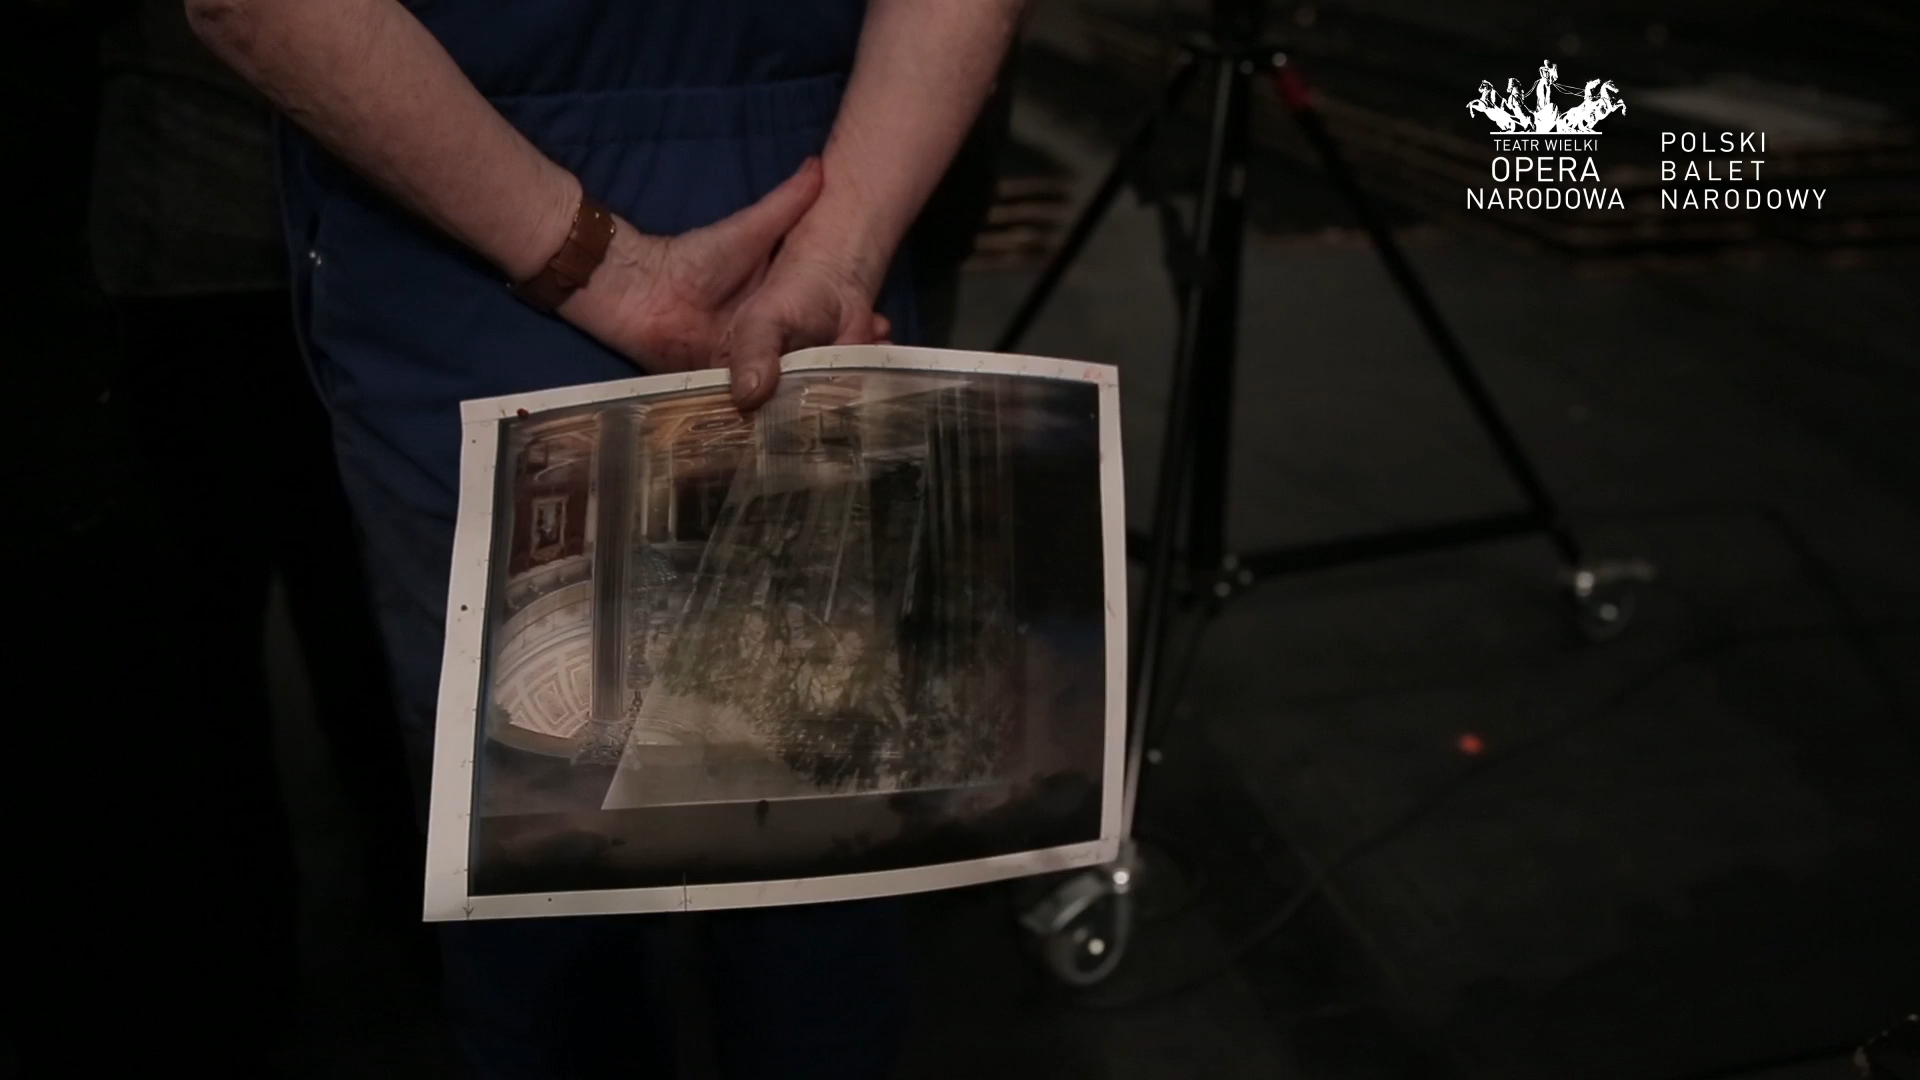 TEATR WIELKI
OPERA
NARODOWA
POLSKI
BALET
NARODOWY